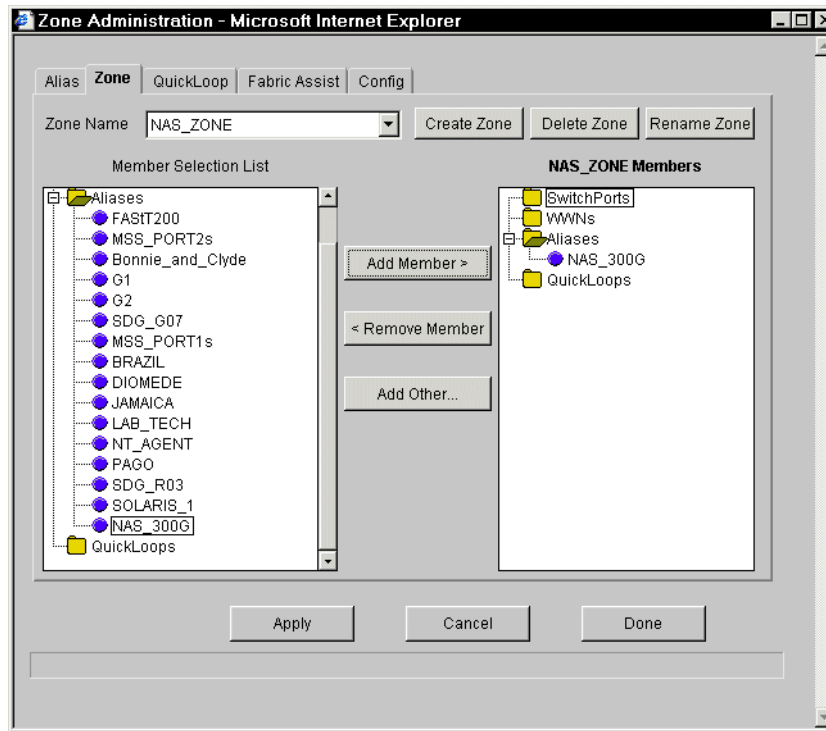 Zone Administration - Microsoft Internet Explorer
Alias Zone QuickLoop Fabric Assist Config
Zone Name NAS_ZONE Create Zone Delete Zone Rename Zone
Member Selection List
Aliases
FAStT200
MSS_PORT2s
Bonnie_and_Clyde
G1
G2
SDG_G07
MSS_PORT1s
BRAZIL
DIOMEDE
JAMAICA
LAB_TECH
NT_AGENT
PAGO
SDG_R03
SOLARIS_1
NAS_300G
QuickLoops
Add Member >
< Remove Member
Add Other...
NAS_ZONE Members
SwitchPorts
WWNs
Aliases
NAS_300G
QuickLoops
Apply Cancel Done